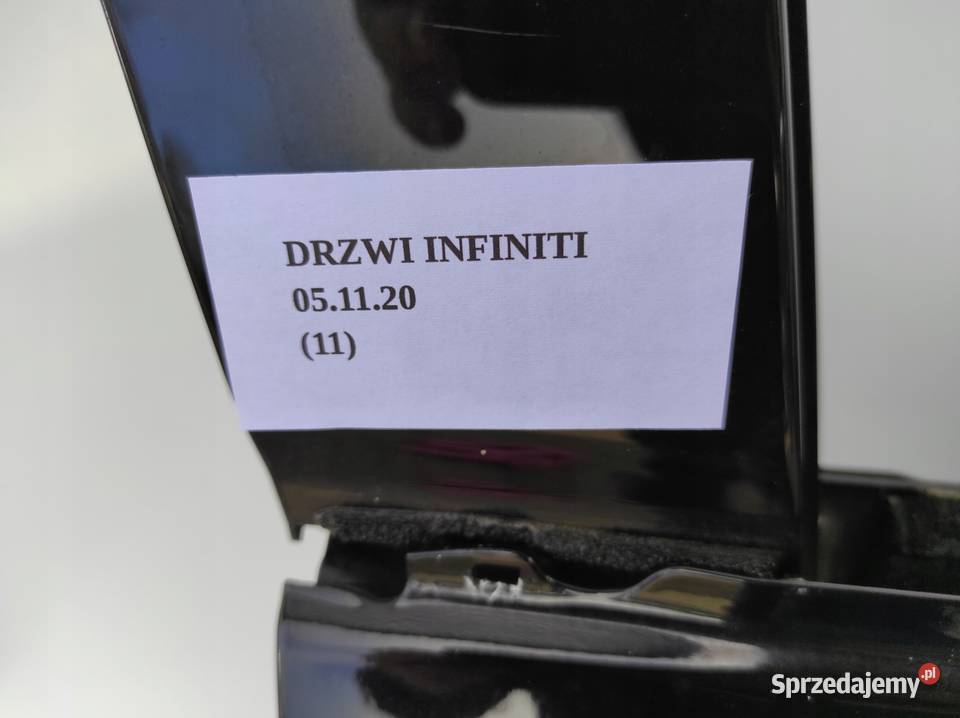 DRZWI INFINITI
05.11.20
(11)
Sprzedajemy.pl